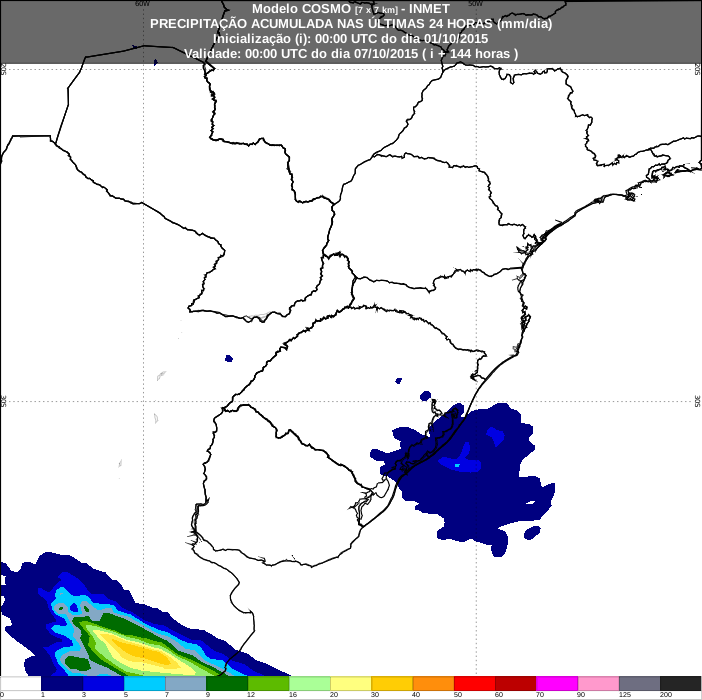 60W
50W
Modelo COSMO [7 x 7 km] - INMET
PRECIPITAÇÃO ACUMULADA NAS ÚLTIMAS 24 HORAS (mm/dia)
Inicialização (i): 00:00 UTC do dia 01/10/2015
Validade: 00:00 UTC do dia 07/10/2015 ( i + 144 horas )
20S
20S
30S
30S
0 1 3 5 7 9 12 16 20 30 40 50 60 70 90 125 200